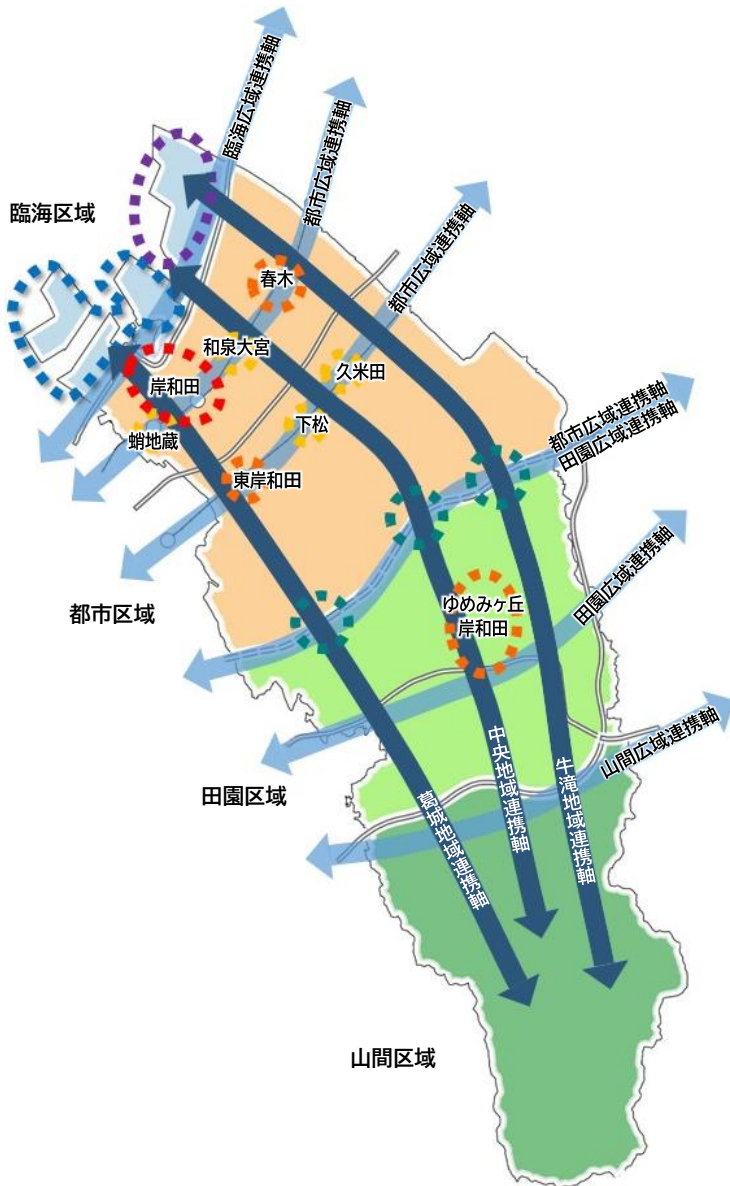 臨海広域連携軸
都市広域連携軸
都市広域連携軸
臨海区域
春木
和泉大宮
久米田
岸和田
下松
蛸地蔵
東岸和田
都市広域連携軸
田園広域連携軸
田園広域連携軸
ゆめみヶ丘
岸和田
都市区域
山間広域連携軸
田園区域
中央地域連携軸
牛滝地域連携軸
葛城地域連携軸
山間区域